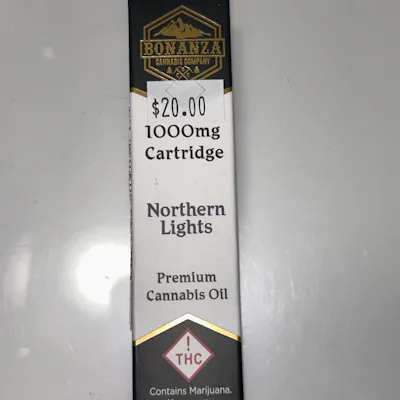 BONANZA
CANNABIS COMPANY
$20.00
1000mg
Cartridge
Northern
Lights
Premium
Cannabis Oil
!
THC
Contains Marijuana.